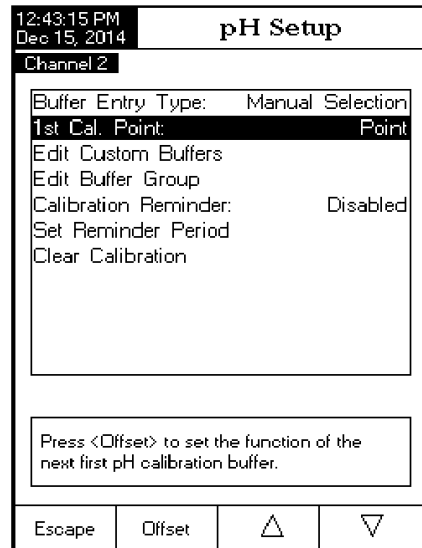 12:43:15 PM
Dec 15, 2014
pH Setup
Channel 2
Buffer Entry Type: Manual Selection
1st Cal. Point: Point
Edit Custom Buffers
Edit Buffer Group
Calibration Reminder: Disabled
Set Reminder Period
Clear Calibration
Press <Offset> to set the function of the
next first pH calibration buffer.
Escape Offset △ ▽